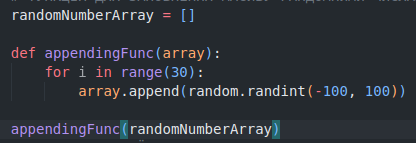 randomNumberArray = []
def appendingFunc(array):
    for i in range(30):
        array.append(random.randint(-100, 100))
appendingFunc(randomNumberArray)